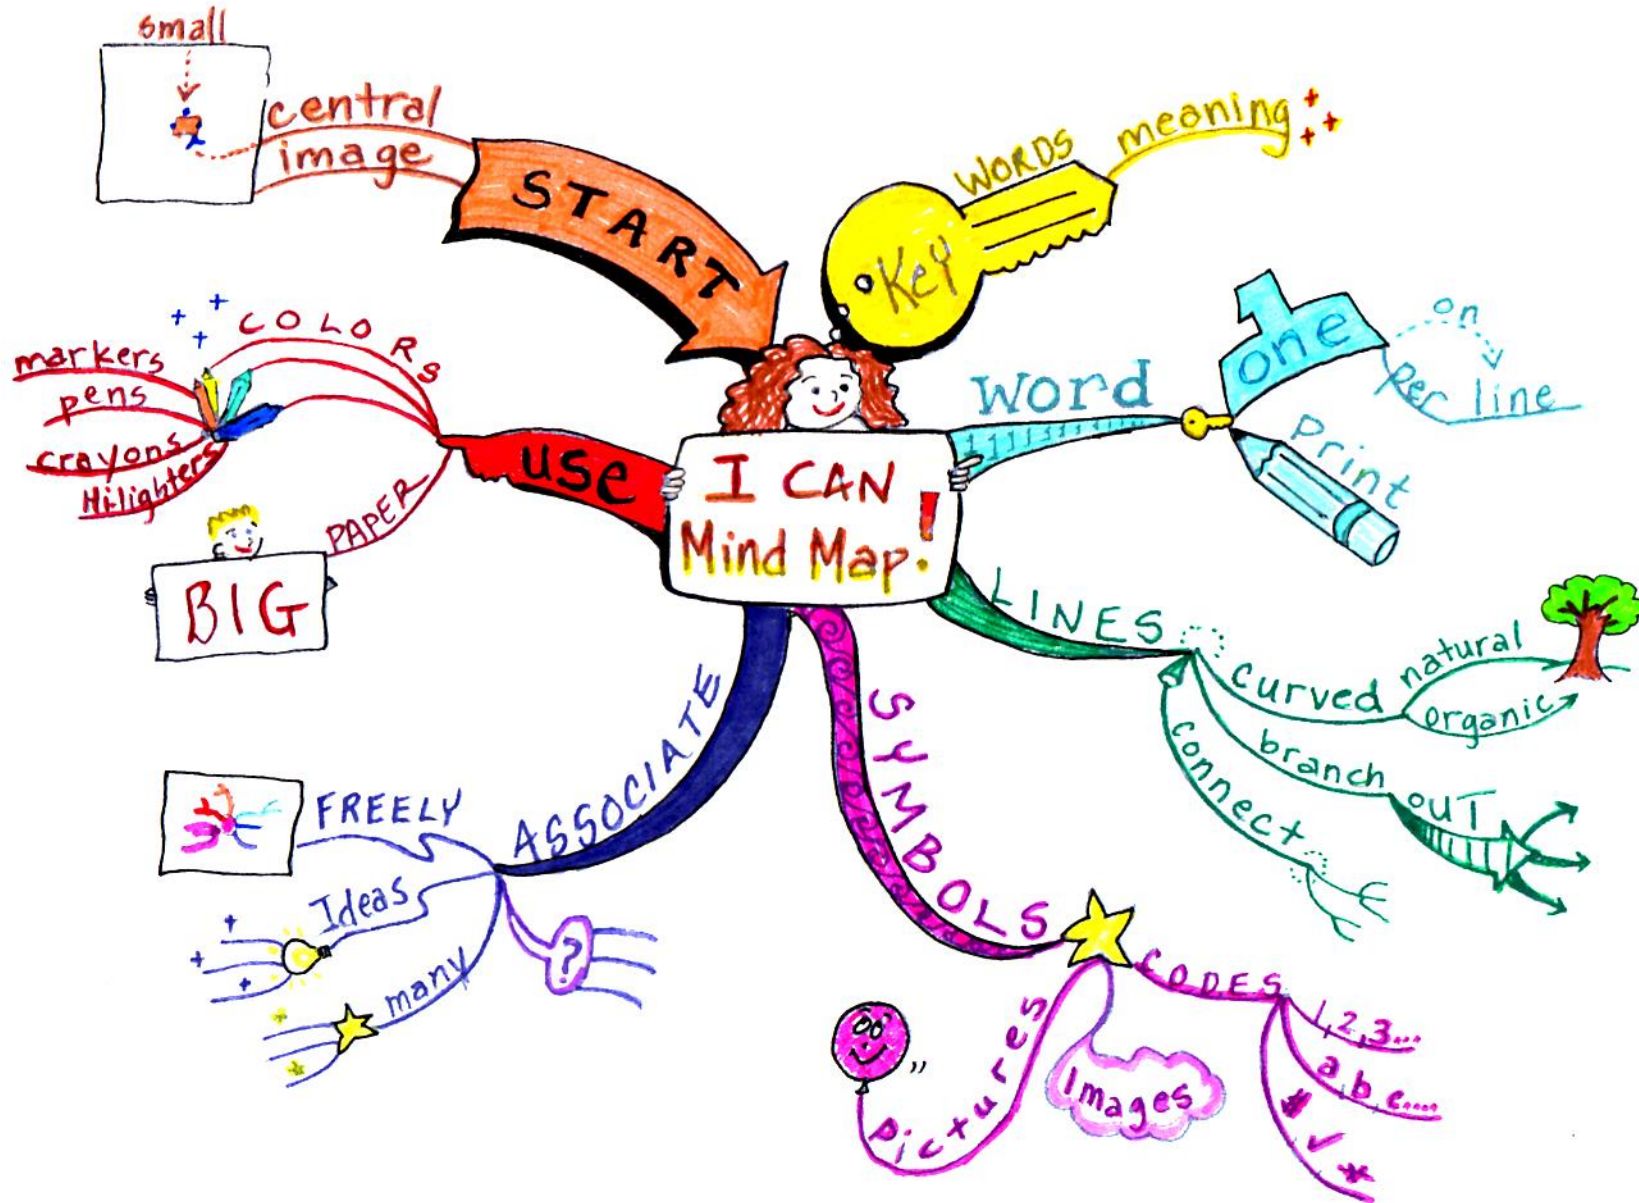 small
central
image
START
Key
WORDS
meaning
word
one
on
per line
print
I CAN
Mind Map!
use
COLORS
markers
pens
crayons
Hi-lighters
PAPER
BIG
LINES
curved
natural
organic
branch
ouT
connect
SYMBOLS
CODES
1,2,3...
a,b,c....
# ✓ *
Images
Pictures
ASSOCIATE
FREELY
Ideas
many
?